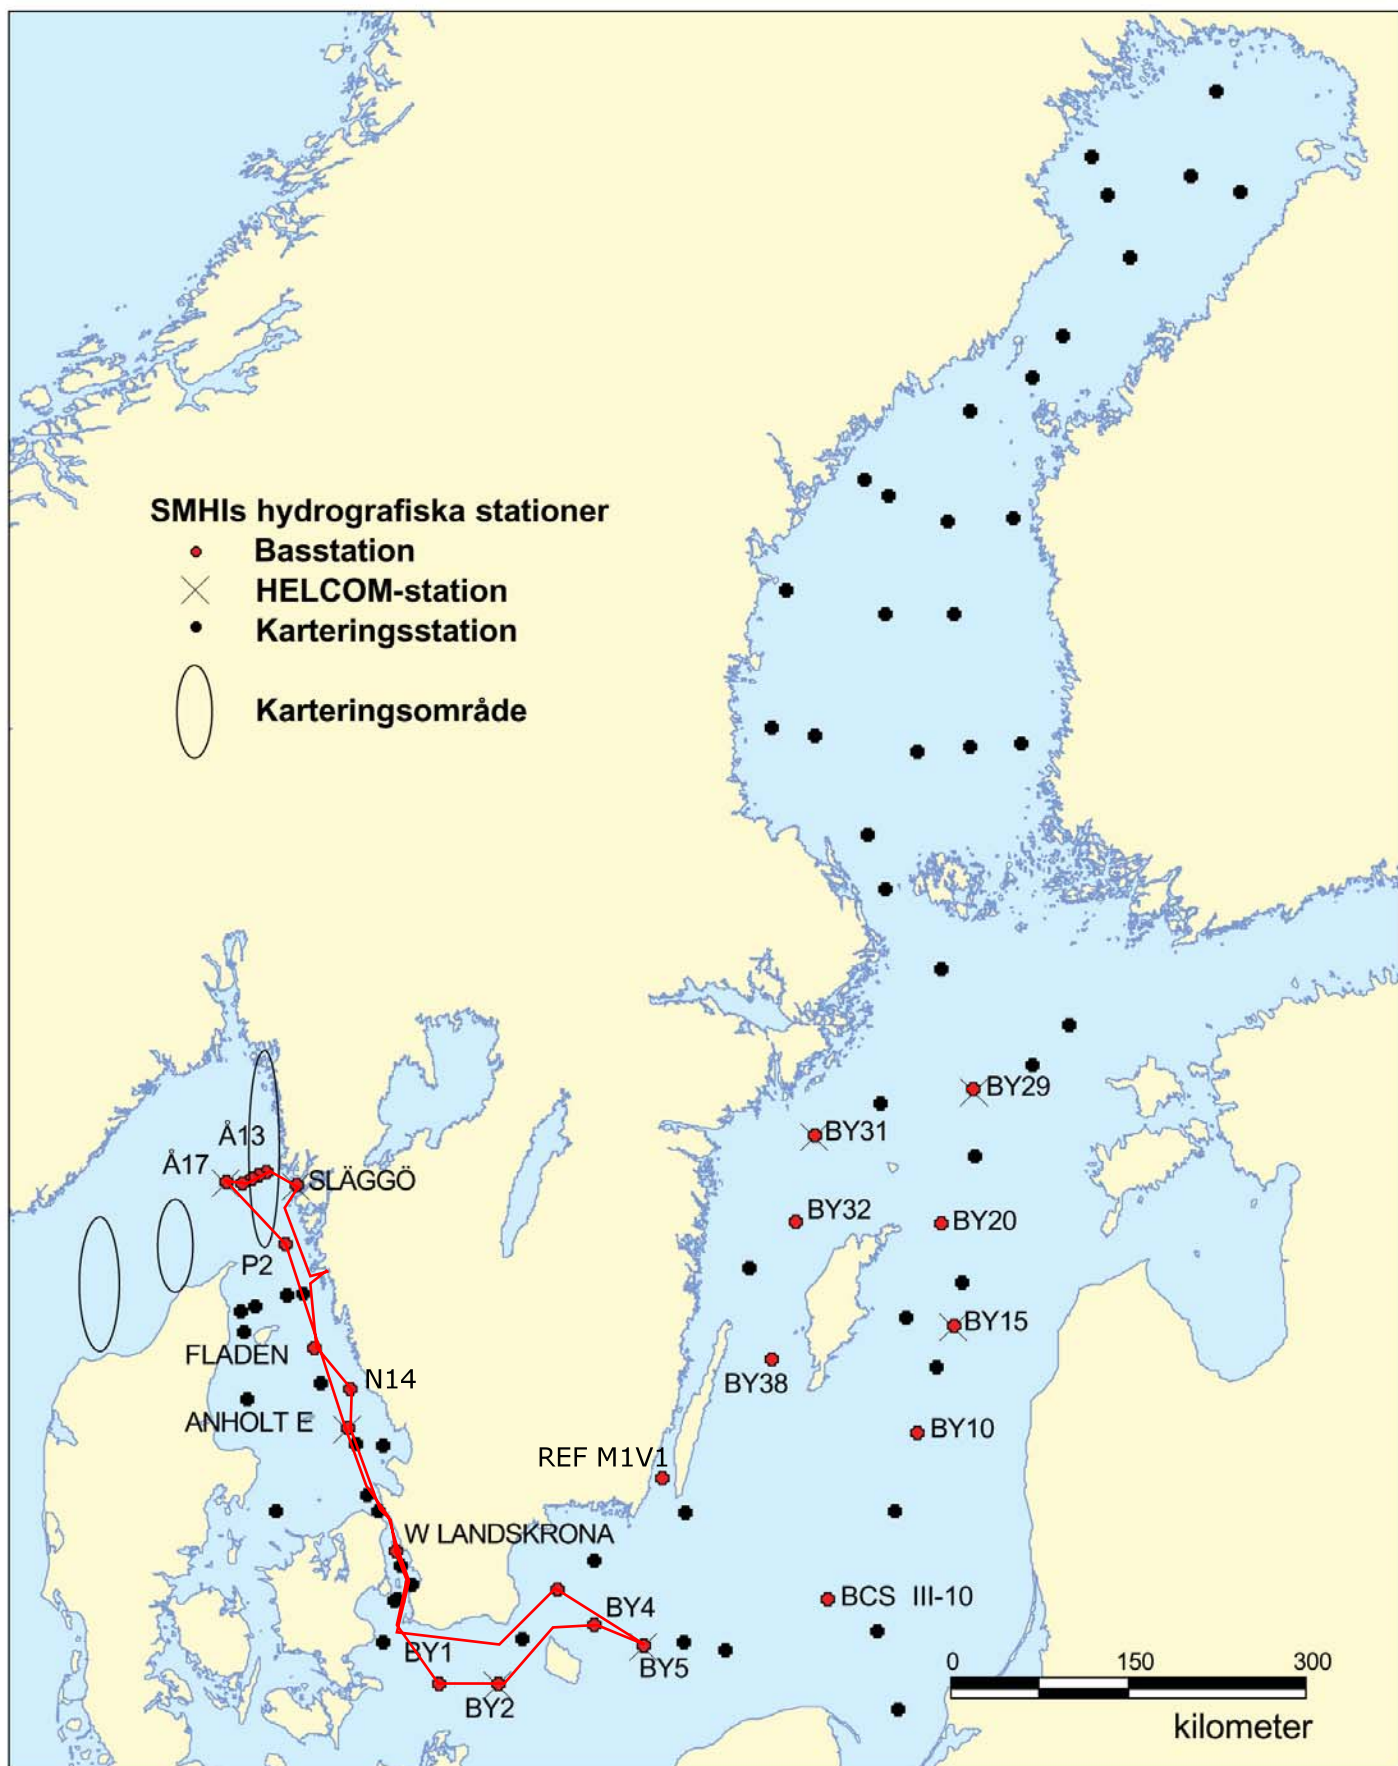 SMHIs hydrografiska stationer
Basstation
HELCOM-station
Karteringsstation
Karteringsområde
BY29
Å13
BY31
Å17
SLÄGGÖ
BY32
BY20
P2
BY15
FLADEN
N14
BY38
ANHOLT E
BY10
REF M1V1
W LANDSKRONA
BCS III-10
BY4
BY1
BY5
BY2
0 150 300
kilometer